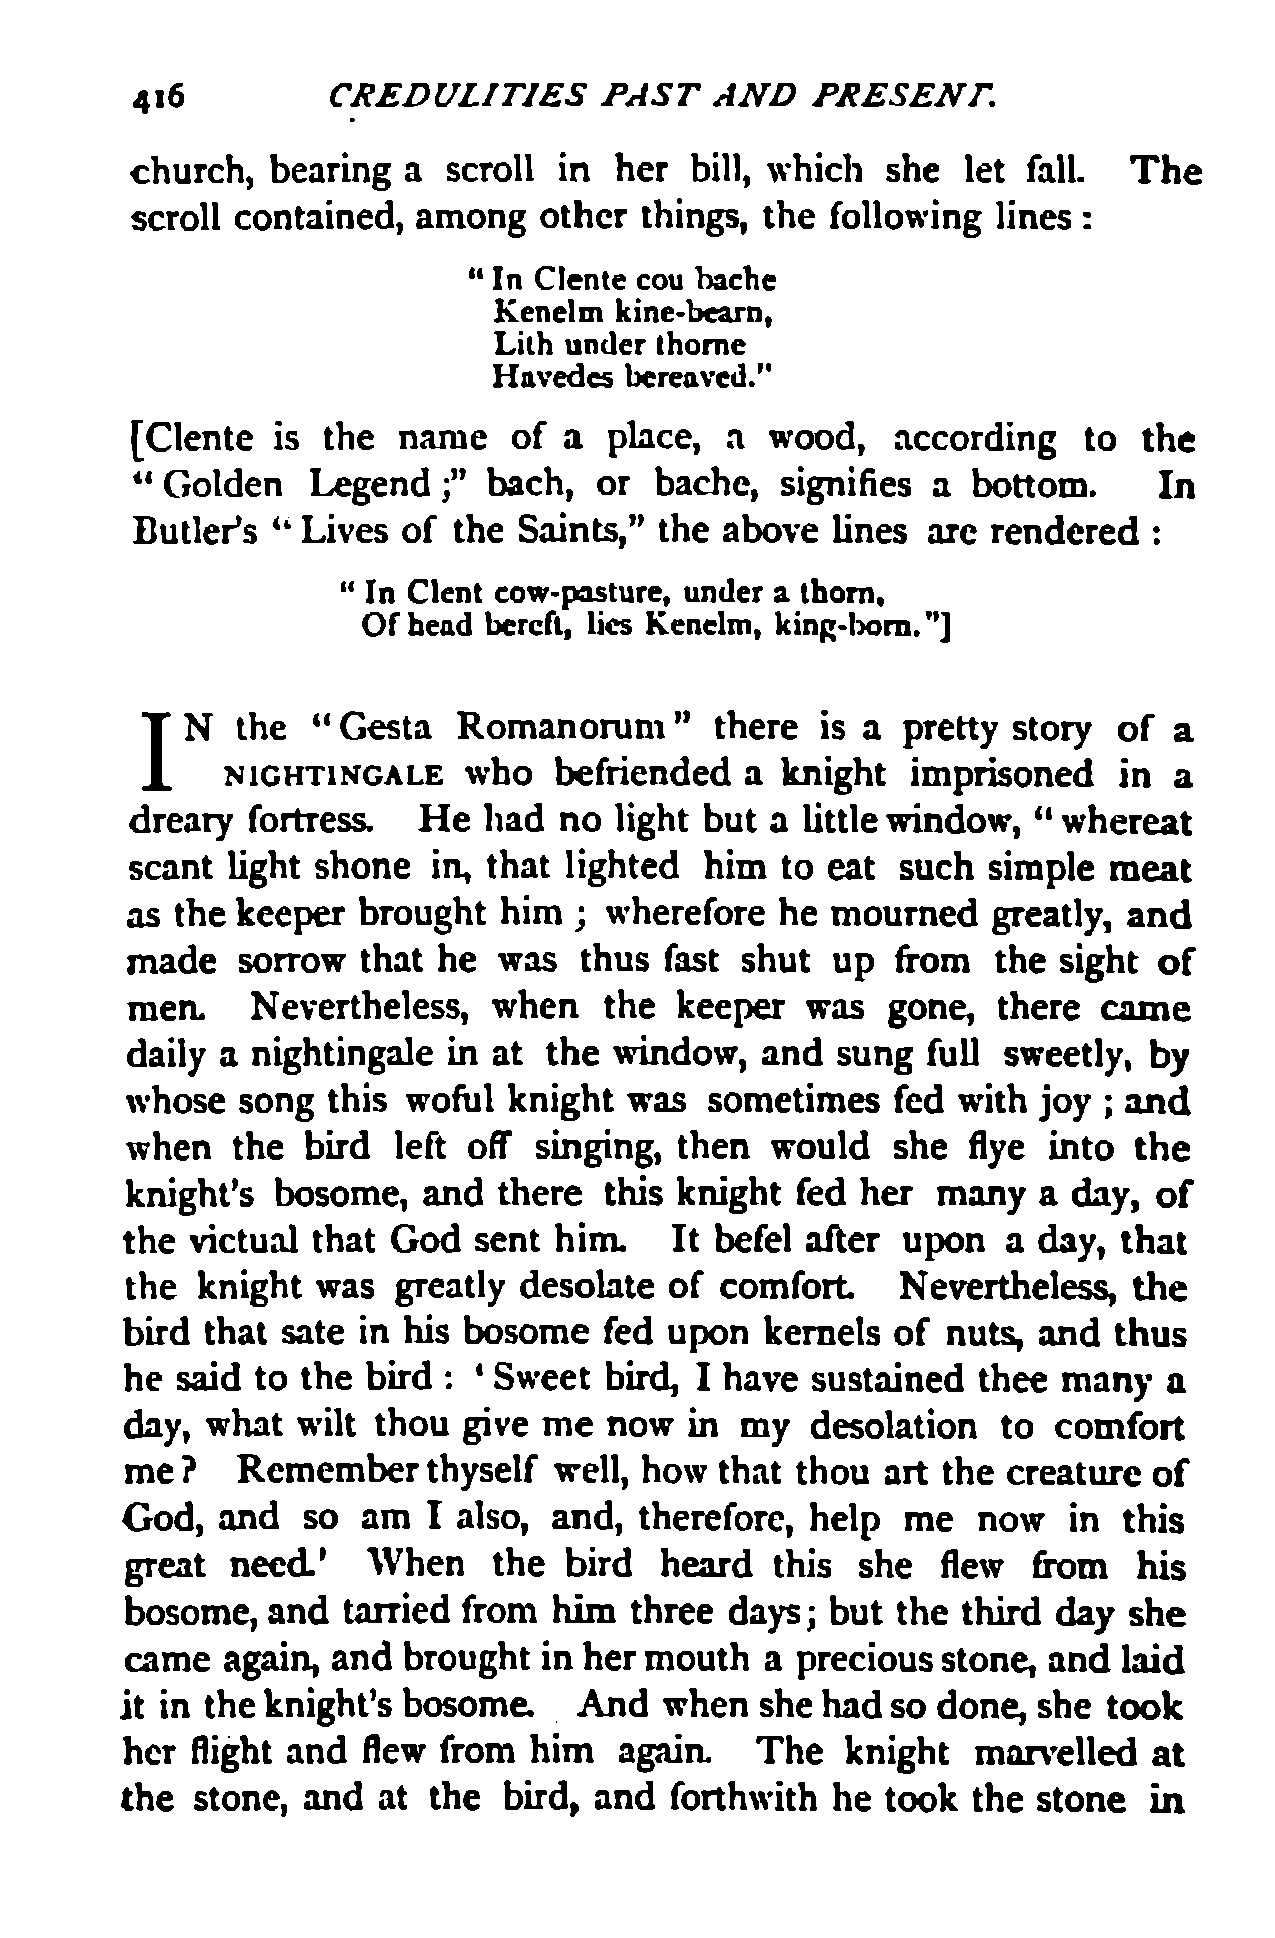 416 CREDULITIES PAST AND PRESENT.
church, bearing a scroll in her bill, which she let fall. The
scroll contained, among other things, the following lines :
" In Clente cou bache
Kenelm kine-bearn,
Lith under thorne
Havedes bereaved."
[Clente is the name of a place, a wood, according to the
" Golden Legend ;" bach, or bache, signifies a bottom. In
Butler's " Lives of the Saints," the above lines are rendered :
" In Clent cow-pasture, under a thorn,
Of head bereft, lies Kenelm, king-born."]
IN the " Gesta Romanorum " there is a pretty story of a
NIGHTINGALE who befriended a knight imprisoned in a
dreary fortress. He had no light but a little window, " whereat
scant light shone in, that lighted him to eat such simple meat
as the keeper brought him ; wherefore he mourned greatly, and
made sorrow that he was thus fast shut up from the sight of
men. Nevertheless, when the keeper was gone, there came
daily a nightingale in at the window, and sung full sweetly, by
whose song this woful knight was sometimes fed with joy ; and
when the bird left off singing, then would she flye into the
knight's bosome, and there this knight fed her many a day, of
the victual that God sent him. It befel after upon a day, that
the knight was greatly desolate of comfort. Nevertheless, the
bird that sate in his bosome fed upon kernels of nuts, and thus
he said to the bird : ' Sweet bird, I have sustained thee many a
day, what wilt thou give me now in my desolation to comfort
me ? Remember thyself well, how that thou art the creature of
God, and so am I also, and, therefore, help me now in this
great need.' When the bird heard this she flew from his
bosome, and tarried from him three days ; but the third day she
came again, and brought in her mouth a precious stone, and laid
it in the knight's bosome. And when she had so done, she took
her flight and flew from him again. The knight marvelled at
the stone, and at the bird, and forthwith he took the stone in